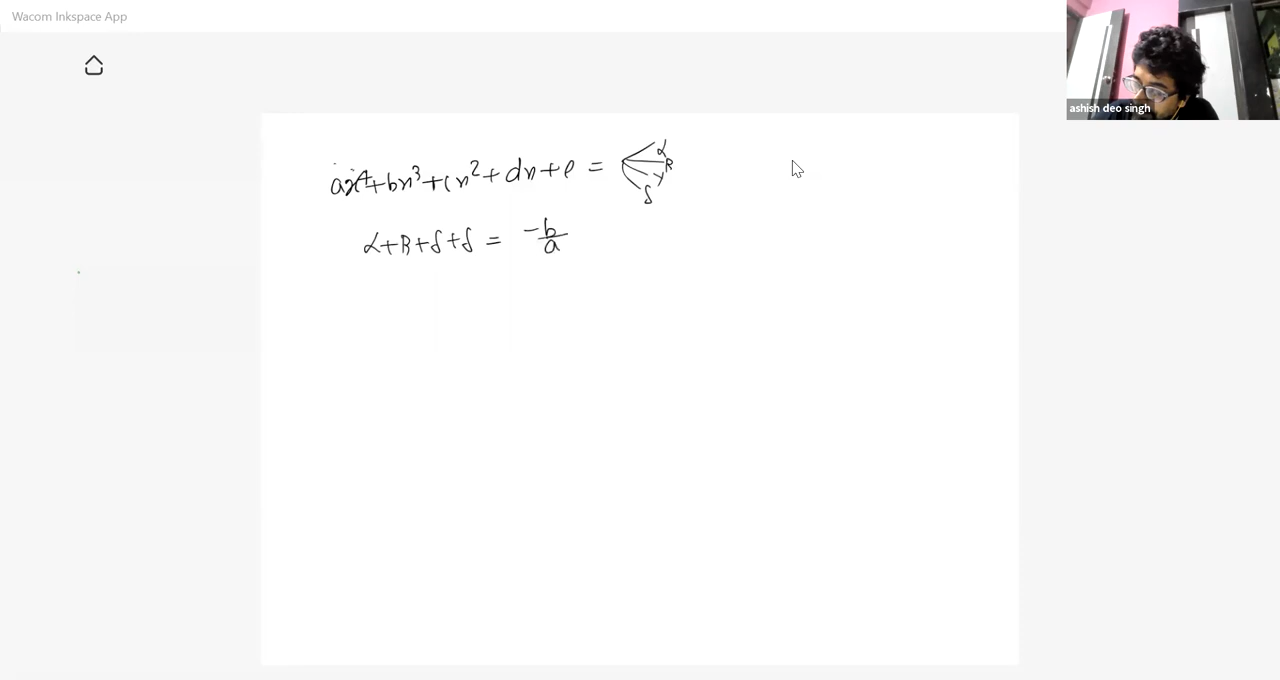 Wacom Inkspace App
ashish deo singh
ax⁴+bx³+cx²+dx+e = α β γ δ
α+β+δ+δ = -b/a